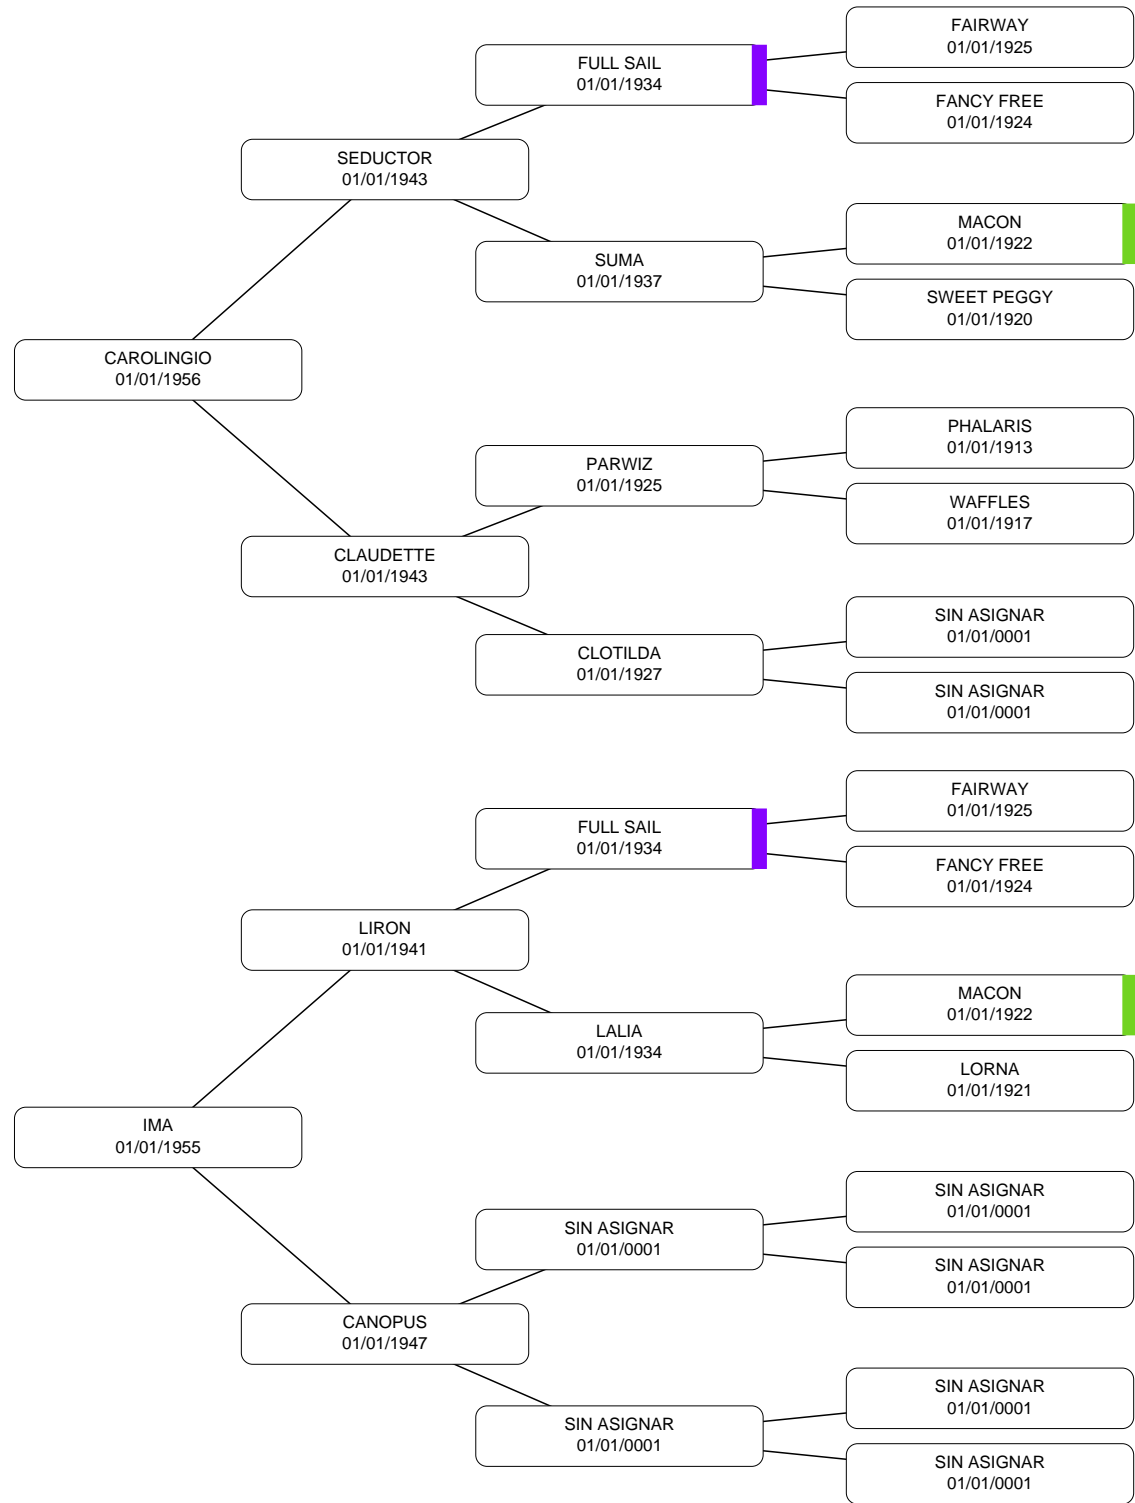 FAIRWAY
01/01/1925
FULL SAIL
01/01/1934
FANCY FREE
01/01/1924
SEDUCTOR
01/01/1943
MACON
01/01/1922
SUMA
01/01/1937
SWEET PEGGY
01/01/1920
CAROLINGIO
01/01/1956
PHALARIS
01/01/1913
PARWIZ
01/01/1925
WAFFLES
01/01/1917
CLAUDETTE
01/01/1943
SIN ASIGNAR
01/01/0001
CLOTILDA
01/01/1927
SIN ASIGNAR
01/01/0001
FAIRWAY
01/01/1925
FULL SAIL
01/01/1934
FANCY FREE
01/01/1924
LIRON
01/01/1941
MACON
01/01/1922
LALIA
01/01/1934
LORNA
01/01/1921
IMA
01/01/1955
SIN ASIGNAR
01/01/0001
SIN ASIGNAR
01/01/0001
SIN ASIGNAR
01/01/0001
CANOPUS
01/01/1947
SIN ASIGNAR
01/01/0001
SIN ASIGNAR
01/01/0001
SIN ASIGNAR
01/01/0001